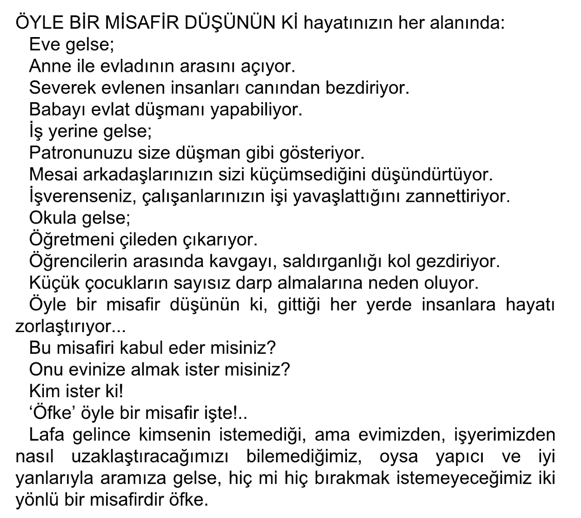 ÖYLE BİR MİSAFİR DÜŞÜNÜN Kİ hayatınızın her alanında:
Eve gelse;
Anne ile evladının arasını açıyor.
Severek evlenen insanları canından bezdiriyor.
Babayı evlat düşmanı yapabiliyor.
İş yerine gelse;
Patronunuzu size düşman gibi gösteriyor.
Mesai arkadaşlarınızın sizi küçümsediğini düşündürtüyor.
İşverenseniz, çalışanlarınızın işi yavaşlattığını zannettiriyor.
Okula gelse;
Öğretmeni çileden çıkarıyor.
Öğrencilerin arasında kavgayı, saldırganlığı kol gezdiriyor.
Küçük çocukların sayısız darp almalarına neden oluyor.
Öyle bir misafir düşünün ki, gittiği her yerde insanlara hayatı
zorlaştırıyor...
Bu misafiri kabul eder misiniz?
Onu evinize almak ister misiniz?
Kim ister ki!
‘Öfke’ öyle bir misafir işte!..
Lafa gelince kimsenin istemediği, ama evimizden, işyerimizden
nasıl uzaklaştıracağımızı bilemediğimiz, oysa yapıcı ve iyi
yanlarıyla aramıza gelse, hiç mi hiç bırakmak istemeyeceğimiz iki
yönlü bir misafirdir öfke.